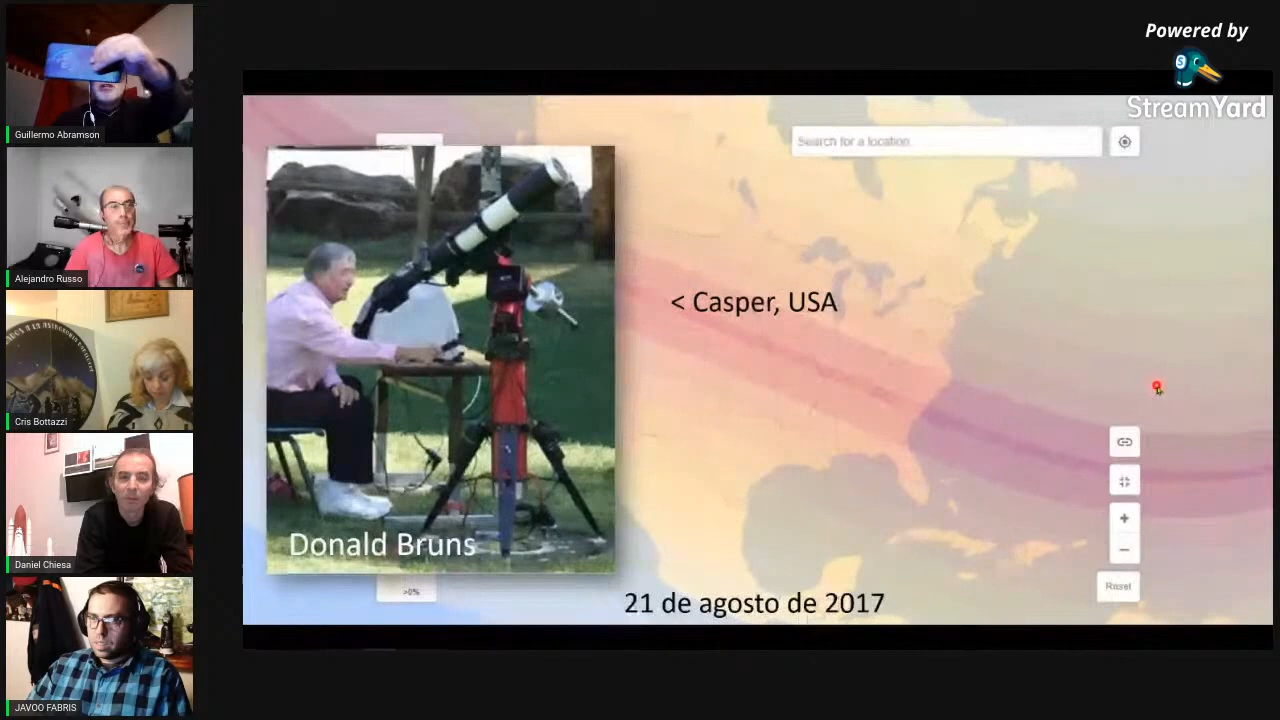 Guillermo Abramson
Alejandro Russo
Cris Bottazzi
Daniel Chiesa
JAVOO FABRIS
Powered by
S
StreamYard
Search for a location
< Casper, USA
Donald Bruns
>0%
21 de agosto de 2017
+
−
Reset